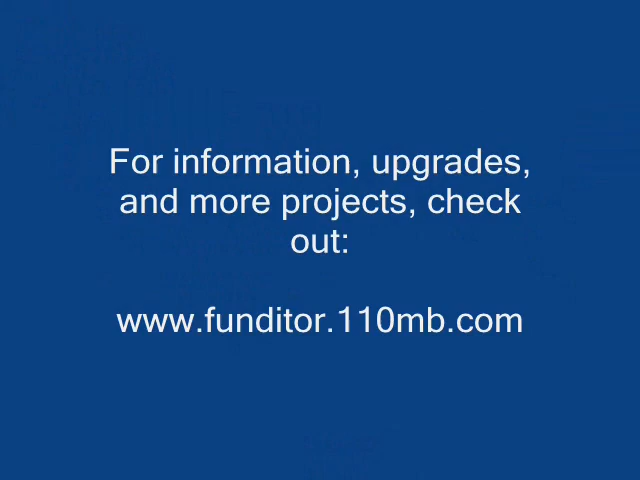 For information, upgrades,
and more projects, check
out:
www.funditor.110mb.com